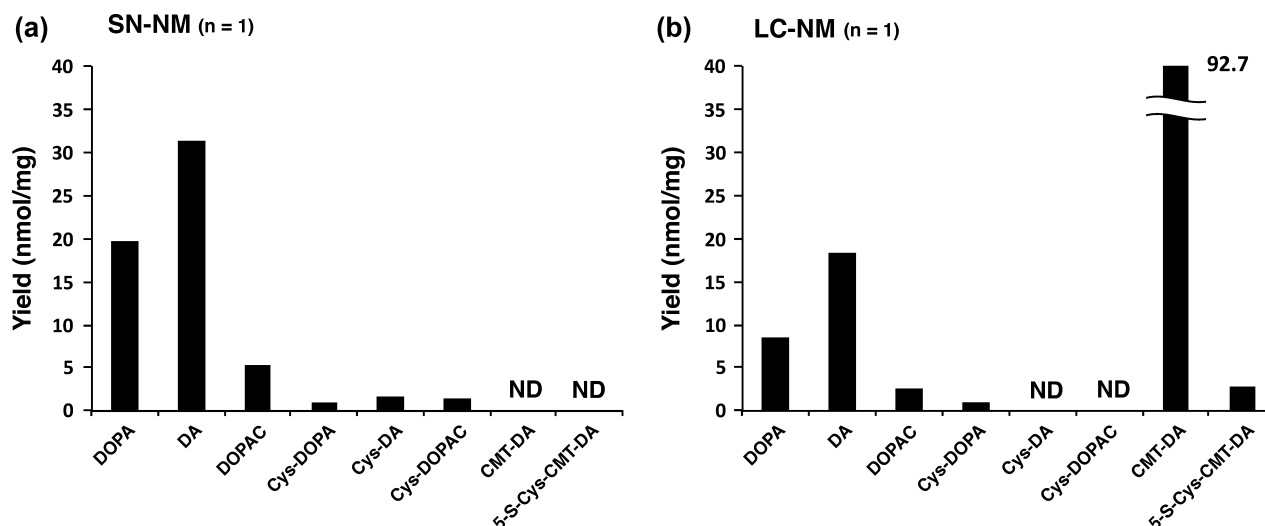 (a) SN-NM (n = 1)
Yield (nmol/mg)
40
35
30
25
20
15
10
5
0
ND ND
DOPA DA DOPAC Cys-DOPA Cys-DA Cys-DOPAC CMT-DA 5-S-Cys-CMT-DA
(b) LC-NM (n = 1)
Yield (nmol/mg)
40
35
30
25
20
15
10
5
0
92.7
ND ND
DOPA DA DOPAC Cys-DOPA Cys-DA Cys-DOPAC CMT-DA 5-S-Cys-CMT-DA